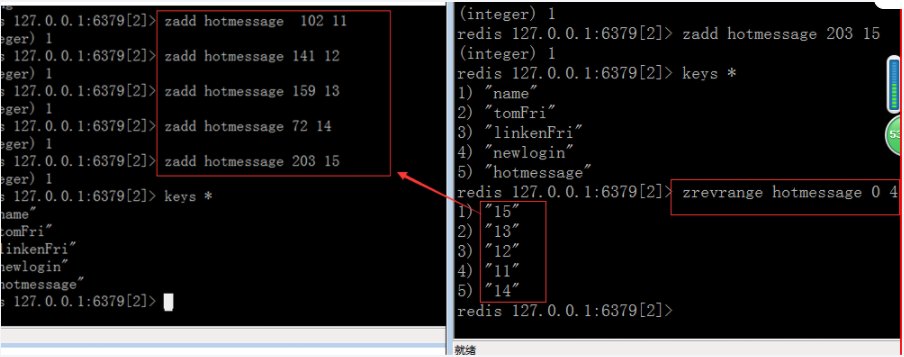 is 127.0.0.1:6379[2]> zadd hotmessage  102 11
eger) 1
s 127.0.0.1:6379[2]> zadd hotmessage 141 12
eger) 1
s 127.0.0.1:6379[2]> zadd hotmessage 159 13
eger) 1
s 127.0.0.1:6379[2]> zadd hotmessage 72 14
eger) 1
s 127.0.0.1:6379[2]> zadd hotmessage 203 15
eger) 1
s 127.0.0.1:6379[2]> keys *
name"
tomFri"
linkenFri"
newlogin"
hotmessage"
s 127.0.0.1:6379[2]>
(integer) 1
redis 127.0.0.1:6379[2]> zadd hotmessage 203 15
(integer) 1
redis 127.0.0.1:6379[2]> keys *
1) "name"
2) "tomFri"
3) "linkenFri"
4) "newlogin"
5) "hotmessage"
redis 127.0.0.1:6379[2]> zrevrange hotmessage 0 4
1) "15"
2) "13"
3) "12"
4) "11"
5) "14"
redis 127.0.0.1:6379[2]>
就绪